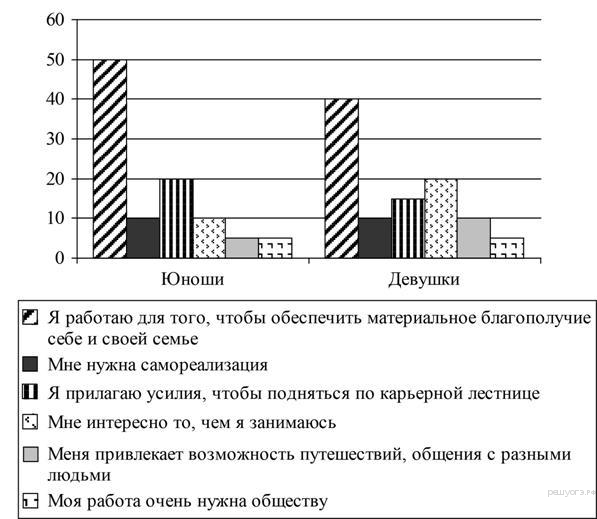 60
50
40
30
20
10
0
Юноши
Девушки
Я работаю для того, чтобы обеспечить материальное благополучие
себе и своей семье
Мне нужна самореализация
Я прилагаю усилия, чтобы подняться по карьерной лестнице
Мне интересно то, чем я занимаюсь
Меня привлекает возможность путешествий, общения с разными
людьми
Моя работа очень нужна обществу
решуогэ.рф